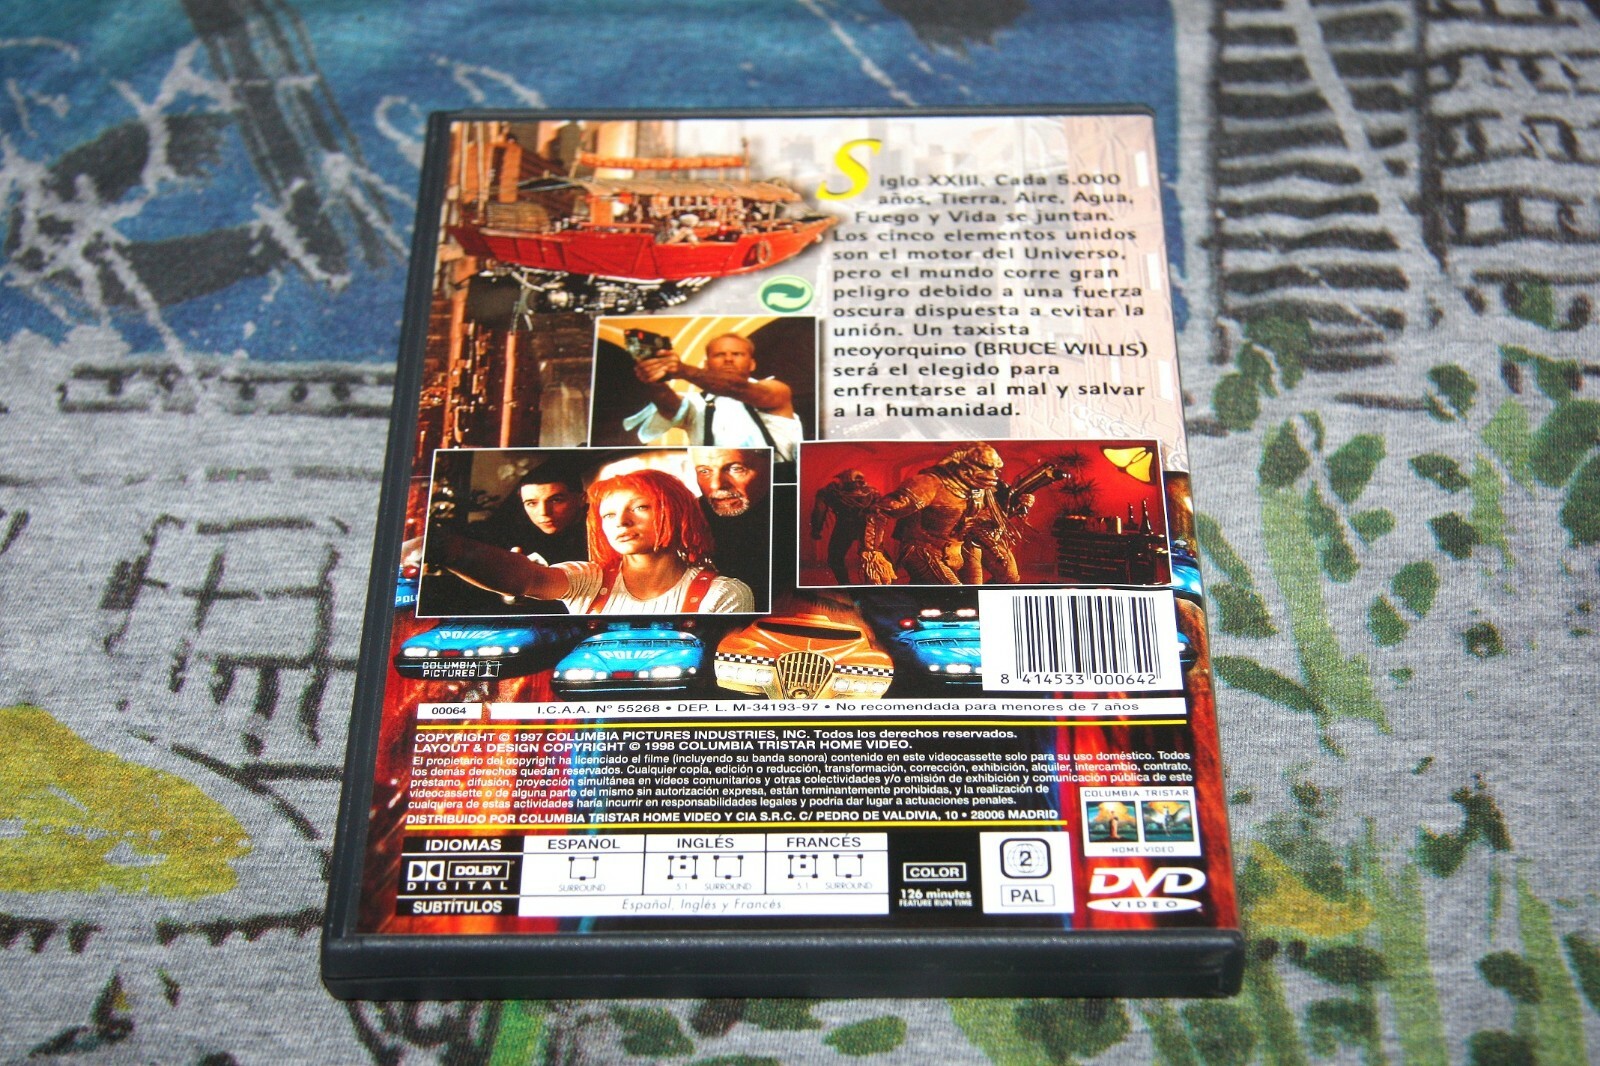 Siglo XXIII. Cada 5.000
años, Tierra, Aire, Agua,
Fuego y Vida se juntan.
Los cinco elementos unidos
son el motor del Universo,
pero el mundo corre gran
peligro debido a una fuerza
oscura dispuesta a evitar la
unión. Un taxista
neoyorquino (BRUCE WILLIS)
será el elegido para
enfrentarse al mal y salvar
a la humanidad.
POLICE
POLICE
COLUMBIA
PICTURES
8 414533 000642
00064
I.C.A.A. Nº 55268 • DEP. L. M-34193-97 • No recomendada para menores de 7 años
COPYRIGHT © 1997 COLUMBIA PICTURES INDUSTRIES, INC. Todos los derechos reservados.
LAYOUT & DESIGN COPYRIGHT © 1998 COLUMBIA TRISTAR HOME VIDEO.
El propietario del copyright ha licenciado el filme (incluyendo su banda sonora) contenido en este videocassette solo para su uso doméstico. Todos
los demás derechos quedan reservados. Cualquier copia, edición o reducción, transformación, corrección, exhibición, alquiler, intercambio, contrato,
préstamo, difusión, proyección simultánea en vídeos comunitarios y otras colectividades y/o emisión de exhibición y comunicación pública de este
videocassette o de alguna parte del mismo sin autorización expresa, están terminantemente prohibidas, y la realización de
cualquiera de estas actividades haría incurrir en responsabilidades legales y podría dar lugar a actuaciones penales.
DISTRIBUIDO POR COLUMBIA TRISTAR HOME VIDEO Y CIA S.R.C. C/ PEDRO DE VALDIVIA, 10 • 28006 MADRID
COLUMBIA TRISTAR
HOME VIDEO
IDIOMAS
ESPAÑOL
INGLÉS
FRANCÉS
DOLBY
DIGITAL
SURROUND
5.1 SURROUND
5.1 SURROUND
SUBTÍTULOS
Español, Inglés y Francés
COLOR
126 minutes
FEATURE RUN TIME
2
PAL
DVD
VIDEO